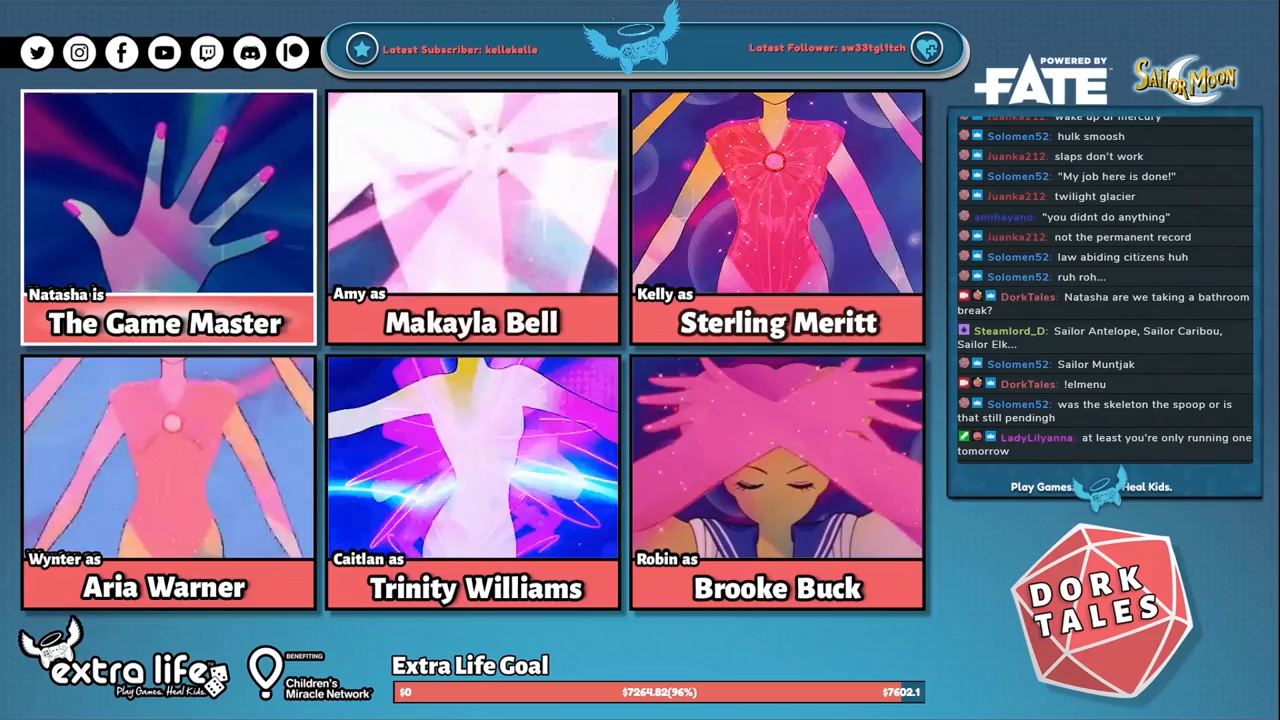 Latest Subscriber: kellekelle
Latest Follower: sw33tgl1tch
POWERED BY
FATE
SAILOR MOON
Natasha is
The Game Master
Amy as
Makayla Bell
Kelly as
Sterling Meritt
Wynter as
Aria Warner
Caitlan as
Trinity Williams
Robin as
Brooke Buck
Juanka212: wake up dr mercury
Solomen52: hulk smoosh
Juanka212: slaps don't work
Solomen52: "My job here is done!"
Juanka212: twilight glacier
amihayano: "you didnt do anything"
Juanka212: not the permanent record
Solomen52: law abiding citizens huh
Solomen52: ruh roh...
DorkTales: Natasha are we taking a bathroom
break?
Steamlord_D: Sailor Antelope, Sailor Caribou,
Sailor Elk...
Solomen52: Sailor Muntjak
DorkTales: !elmenu
Solomen52: was the skeleton the spoop or is
that still pendingh
LadyLilyanna: at least you're only running one
tomorrow
Play Games. Heal Kids.
DORK
TALES
extra life
Play Games. Heal Kids.
BENEFITING
Children's
Miracle Network
Extra Life Goal
$0 $7264.82(96%) $7602.1